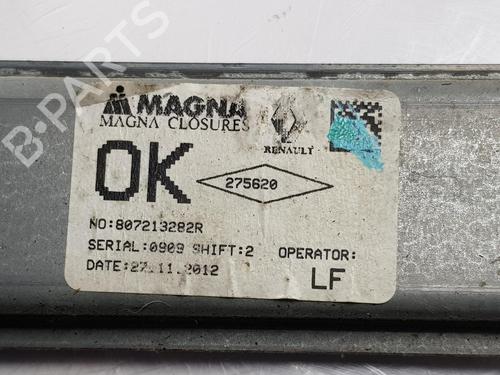 MAGNA
MAGNA CLOSURES
RENAULT
OK
275620
NO:807213282R
SERIAL:0909 SHIFT:2 OPERATOR:
DATE:27.11.2012 LF
B-PARTS